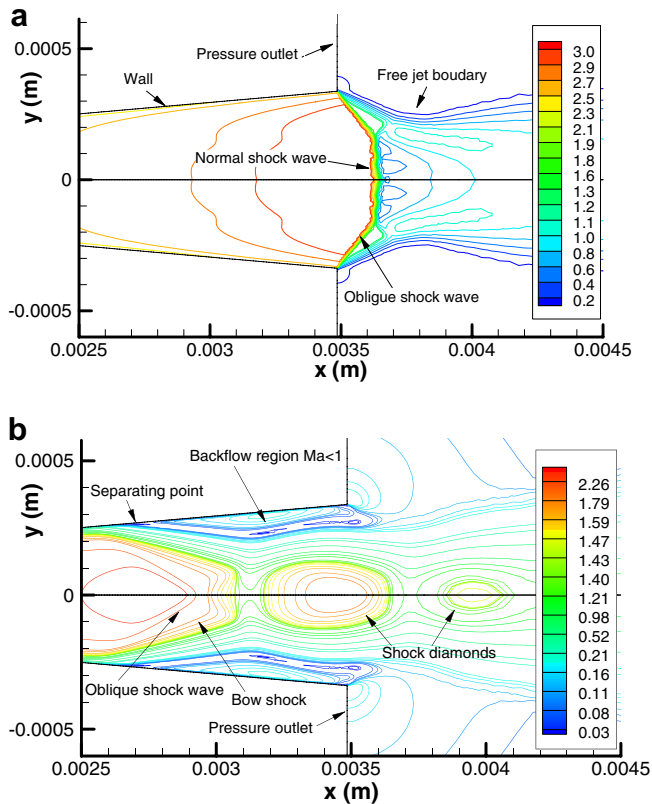 a
0.0005
0
-0.0005
y (m)
Pressure outlet
Wall
Free jet boudary
Normal shock wave
Obligue shock wave
3.0
2.9
2.7
2.3
2.1
1.9
1.6
1.3
1.2
1.1
1.0
0.8
0.6
0.4
0.2
0.0025
0.003
0.0035
0.004
0.0045
x (m)
b
0.0005
0
-0.0005
y (m)
Backflow region Ma<1
Separating point
Shock diamonds
Oblique shock wave
Bow shock
Pressure outlet
2.26
1.79
1.59
1.47
1.43
1.40
1.21
0.98
0.52
0.21
0.16
0.11
0.08
0.03
0.0025
0.003
0.0035
0.004
0.0045
x (m)